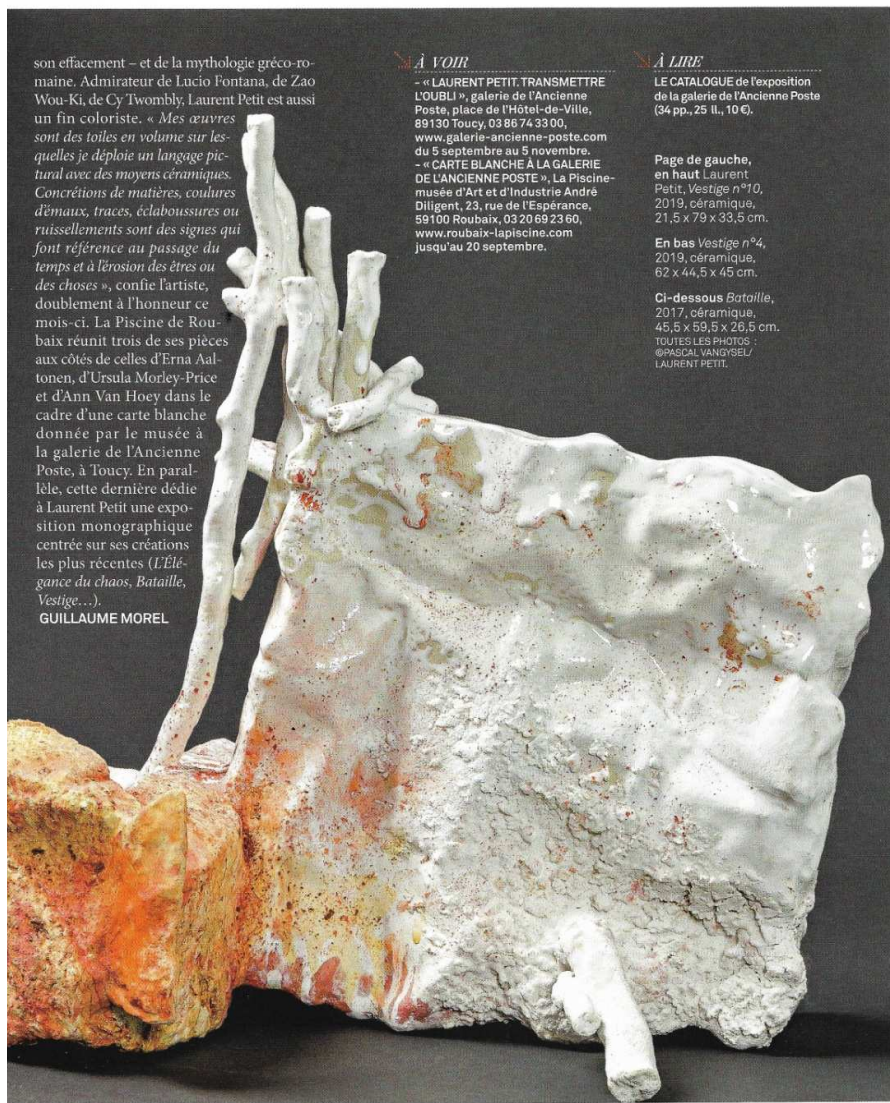 son effacement – et de la mythologie gréco-ro-
maine. Admirateur de Lucio Fontana, de Zao
Wou-Ki, de Cy Twombly, Laurent Petit est aussi
un fin coloriste. « Mes œuvres
sont des toiles en volume sur les-
quelles je déploie un langage pic-
tural avec des moyens céramiques.
Concrétions de matières, coulures
d'émaux, traces, éclaboussures ou
ruissellements sont des signes qui
font référence au passage du
temps et à l'érosion des êtres ou
des choses », confie l'artiste,
doublement à l'honneur ce
mois-ci. La Piscine de Rou-
baix réunit trois de ses pièces
aux côtés de celles d'Erna Aal-
tonen, d'Ursula Morley-Price
et d'Ann Van Hoey dans le
cadre d'une carte blanche
donnée par le musée à
la galerie de l'Ancienne
Poste, à Toucy. En paral-
lèle, cette dernière dédie
à Laurent Petit une expo-
sition monographique
centrée sur ses créations
les plus récentes (L'Élé-
gance du chaos, Bataille,
Vestige…).
GUILLAUME MOREL
À VOIR
– « LAURENT PETIT. TRANSMETTRE
L'OUBLI », galerie de l'Ancienne
Poste, place de l'Hôtel-de-Ville,
89130 Toucy, 03 86 74 33 00,
www.galerie-ancienne-poste.com
du 5 septembre au 5 novembre.
– « CARTE BLANCHE À LA GALERIE
DE L'ANCIENNE POSTE », La Piscine-
musée d'Art et d'Industrie André
Diligent, 23, rue de l'Espérance,
59100 Roubaix, 03 20 69 23 60,
www.roubaix-lapiscine.com
jusqu'au 20 septembre.
À LIRE
LE CATALOGUE de l'exposition
de la galerie de l'Ancienne Poste
(34 pp., 25 ll., 10 €).
Page de gauche,
en haut Laurent
Petit, Vestige n°10,
2019, céramique,
21,5 x 79 x 33,5 cm.
En bas Vestige n°4,
2019, céramique,
62 x 44,5 x 45 cm.
Ci-dessous Bataille,
2017, céramique,
45,5 x 59,5 x 26,5 cm.
TOUTES LES PHOTOS :
©PASCAL VANGYSEL/
LAURENT PETIT.